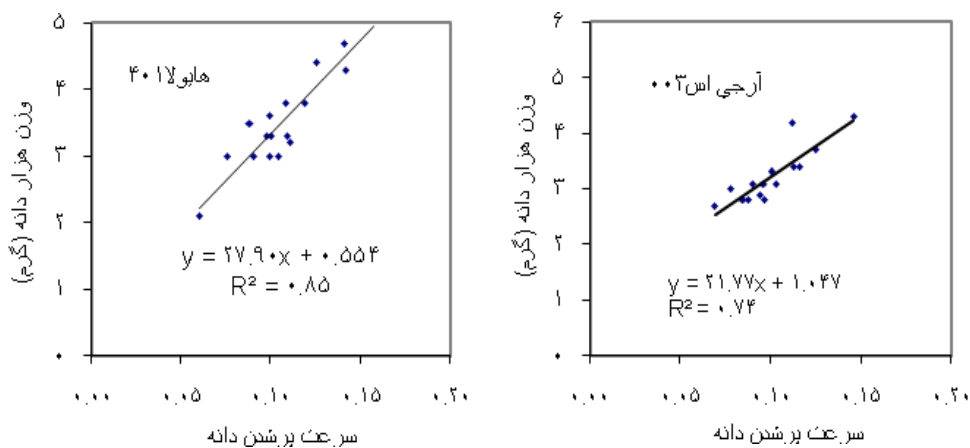 هایولا۴۰۱
وزن هزار دانه (گرم)
۵
۴
۳
۲
۱
۰
y = ۲۷.۹۰x + ۰.۵۵۴
R² = ۰.۸۵
۰.۰۰ ۰.۰۵ ۰.۱۰ ۰.۱۵ ۰.۲۰
سرعت پرشدن دانه
آرجي اس۰۰۳
وزن هزار دانه (گرم)
۶
۵
۴
۳
۲
۱
۰
y = ۲۱.۷۷x + ۱.۰۴۷
R² = ۰.۷۴
۰.۰۰ ۰.۰۵ ۰.۱۰ ۰.۱۵ ۰.۲۰
سرعت پرشدن دانه